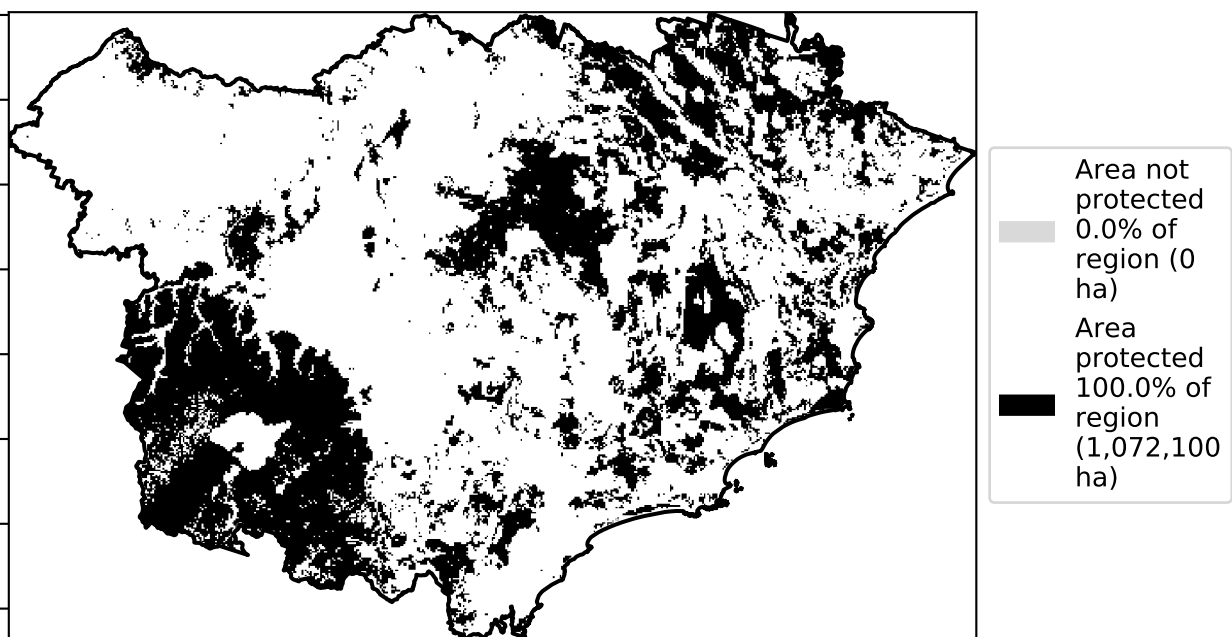 Area not
protected
0.0% of
region (0
ha)
Area
protected
100.0% of
region
(1,072,100
ha)